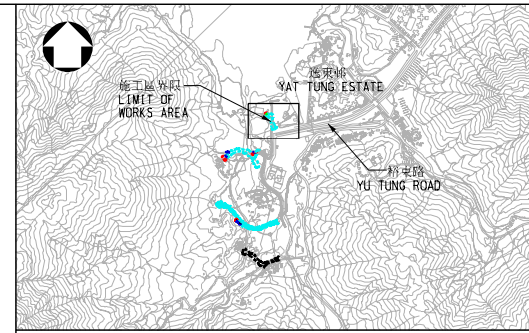 施工區界限
LIMIT OF
WORKS AREA
逸東邨
YAT TUNG ESTATE
裕東路
YU TUNG ROAD